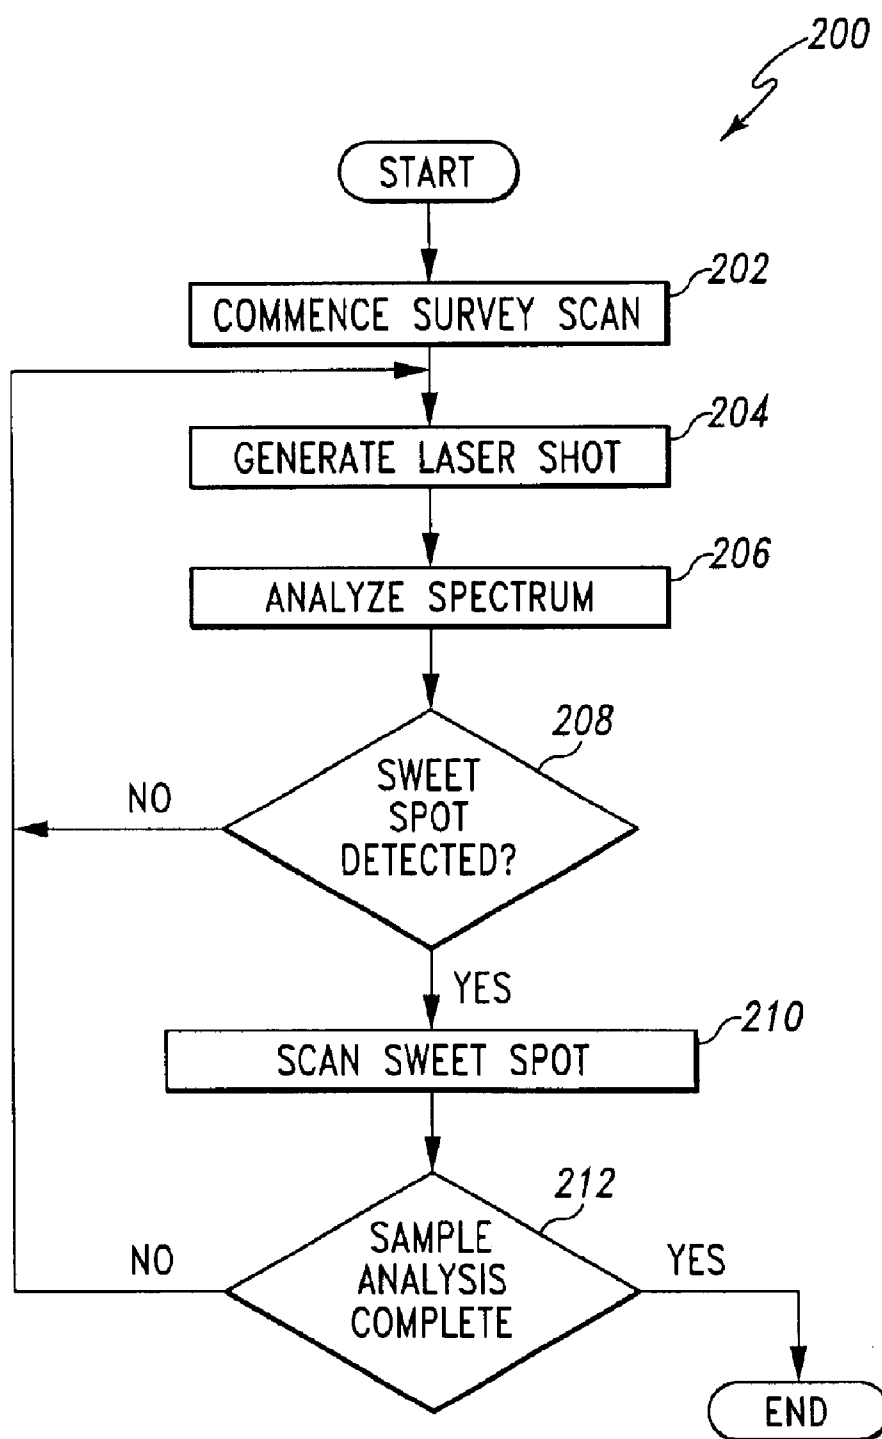 200
START
202
COMMENCE SURVEY SCAN
204
GENERATE LASER SHOT
206
ANALYZE SPECTRUM
208
SWEET
SPOT
DETECTED?
NO
YES
210
SCAN SWEET SPOT
212
SAMPLE
ANALYSIS
COMPLETE
NO
YES
END